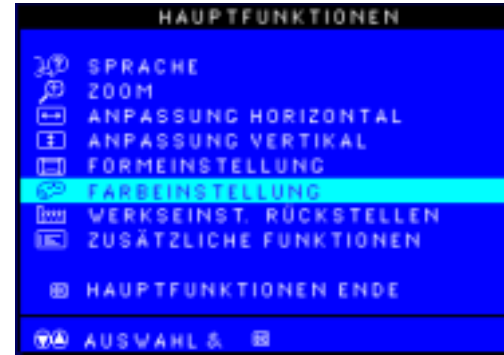 HAUPTFUNKTIONEN
SPRACHE
ZOOM
ANPASSUNG HORIZONTAL
ANPASSUNG VERTIKAL
FORMEINSTELLUNG
FARBEINSTELLUNG
WERKSEINST. RÜCKSTELLEN
ZUSÄTZLICHE FUNKTIONEN
HAUPTFUNKTIONEN ENDE
AUSWAHL &